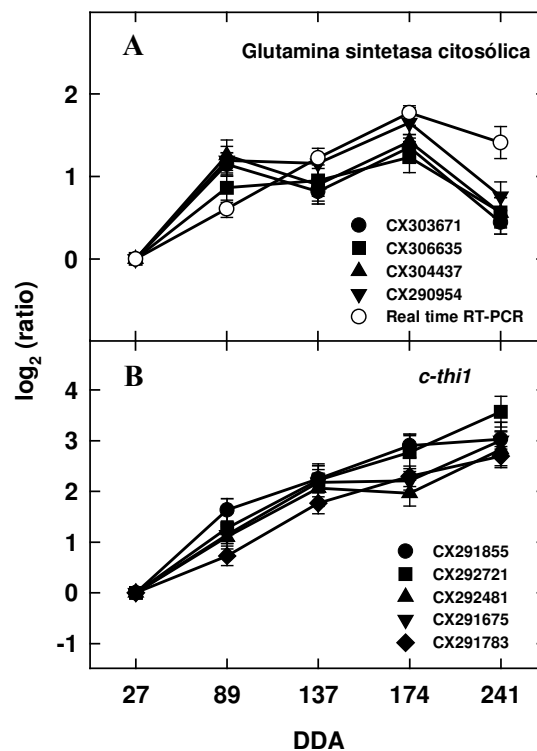 A
Glutamina sintetasa citosólica
2
1
0
CX303671
CX306635
CX304437
CX290954
Real time RT-PCR
log2 (ratio)
B
c-thi1
4
3
2
1
0
-1
CX291855
CX292721
CX292481
CX291675
CX291783
27 89 137 174 241
DDA